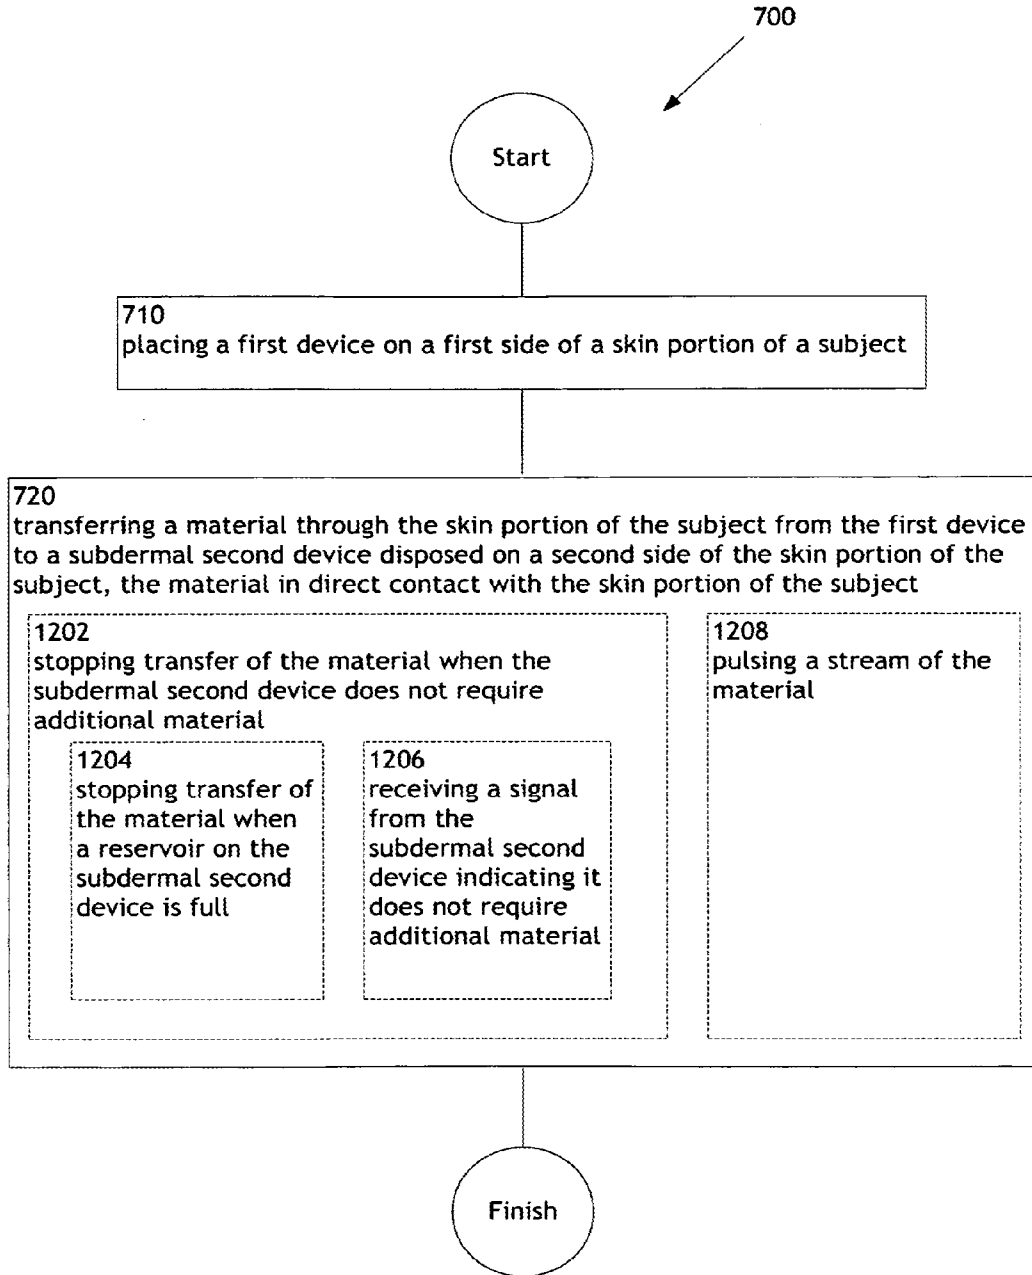 700
Start
710
placing a first device on a first side of a skin portion of a subject
720
transferring a material through the skin portion of the subject from the first device
to a subdermal second device disposed on a second side of the skin portion of the
subject, the material in direct contact with the skin portion of the subject
1202
stopping transfer of the material when the
subdermal second device does not require
additional material
1204
stopping transfer of
the material when
a reservoir on the
subdermal second
device is full
1206
receiving a signal
from the
subdermal second
device indicating it
does not require
additional material
1208
pulsing a stream of the
material
Finish